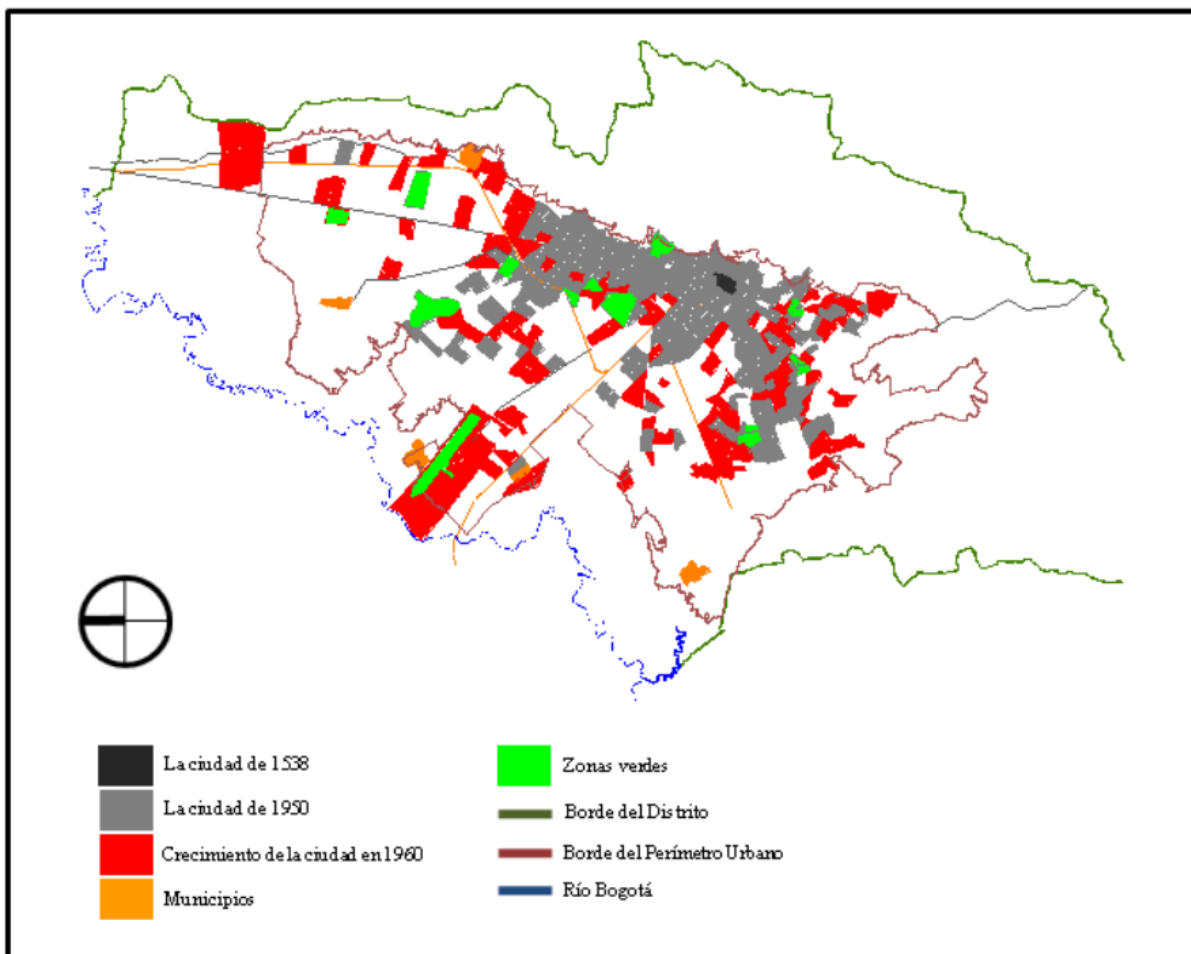 La ciudad de 1538
La ciudad de 1950
Crecimiento de la ciudad en 1960
Municipios
Zonas verdes
Borde del Distrito
Borde del Perímetro Urbano
Río Bogotá